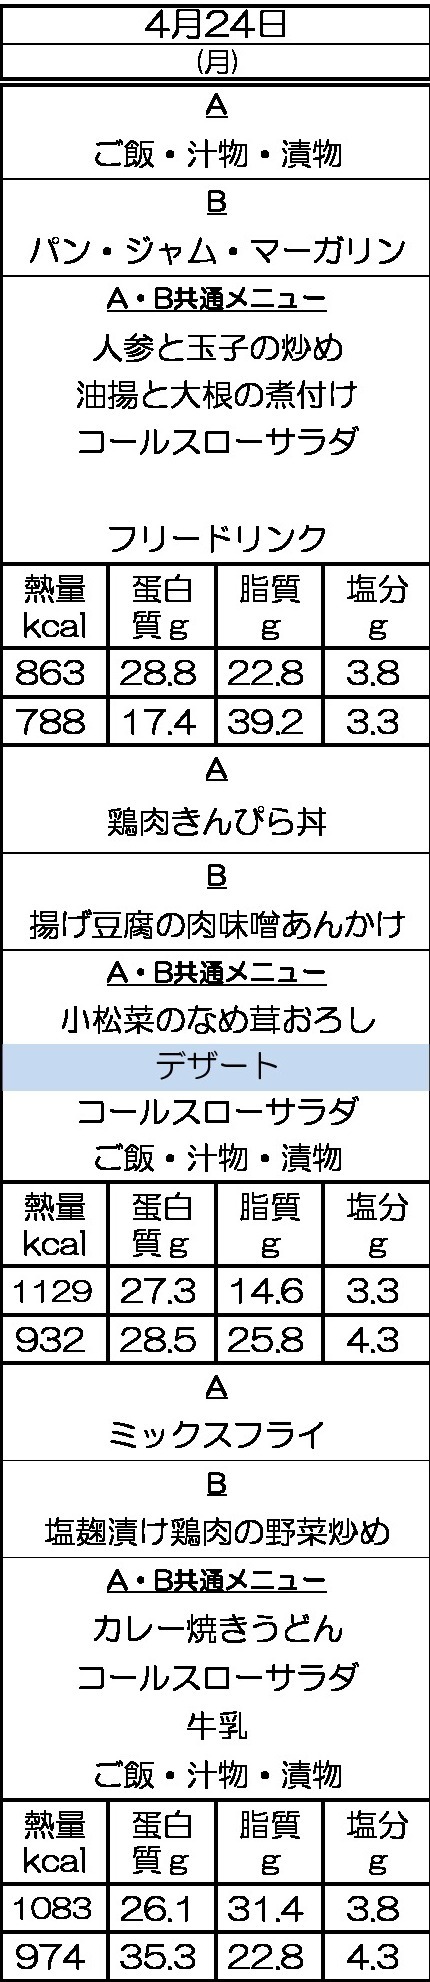 4月24日
(月)
A
ご飯・汁物・漬物
B
パン・ジャム・マーガリン
A・B共通メニュー
人参と玉子の炒め
油揚と大根の煮付け
コールスローサラダ
フリードリンク
熱量 蛋白 脂質 塩分
kcal 質g g g
863 28.8 22.8 3.8
788 17.4 39.2 3.3
A
鶏肉きんぴら丼
B
揚げ豆腐の肉味噌あんかけ
A・B共通メニュー
小松菜のなめ茸おろし
デザート
コールスローサラダ
ご飯・汁物・漬物
熱量 蛋白 脂質 塩分
kcal 質g g g
1129 27.3 14.6 3.3
932 28.5 25.8 4.3
A
ミックスフライ
B
塩麹漬け鶏肉の野菜炒め
A・B共通メニュー
カレー焼きうどん
コールスローサラダ
牛乳
ご飯・汁物・漬物
熱量 蛋白 脂質 塩分
kcal 質g g g
1083 26.1 31.4 3.8
974 35.3 22.8 4.3